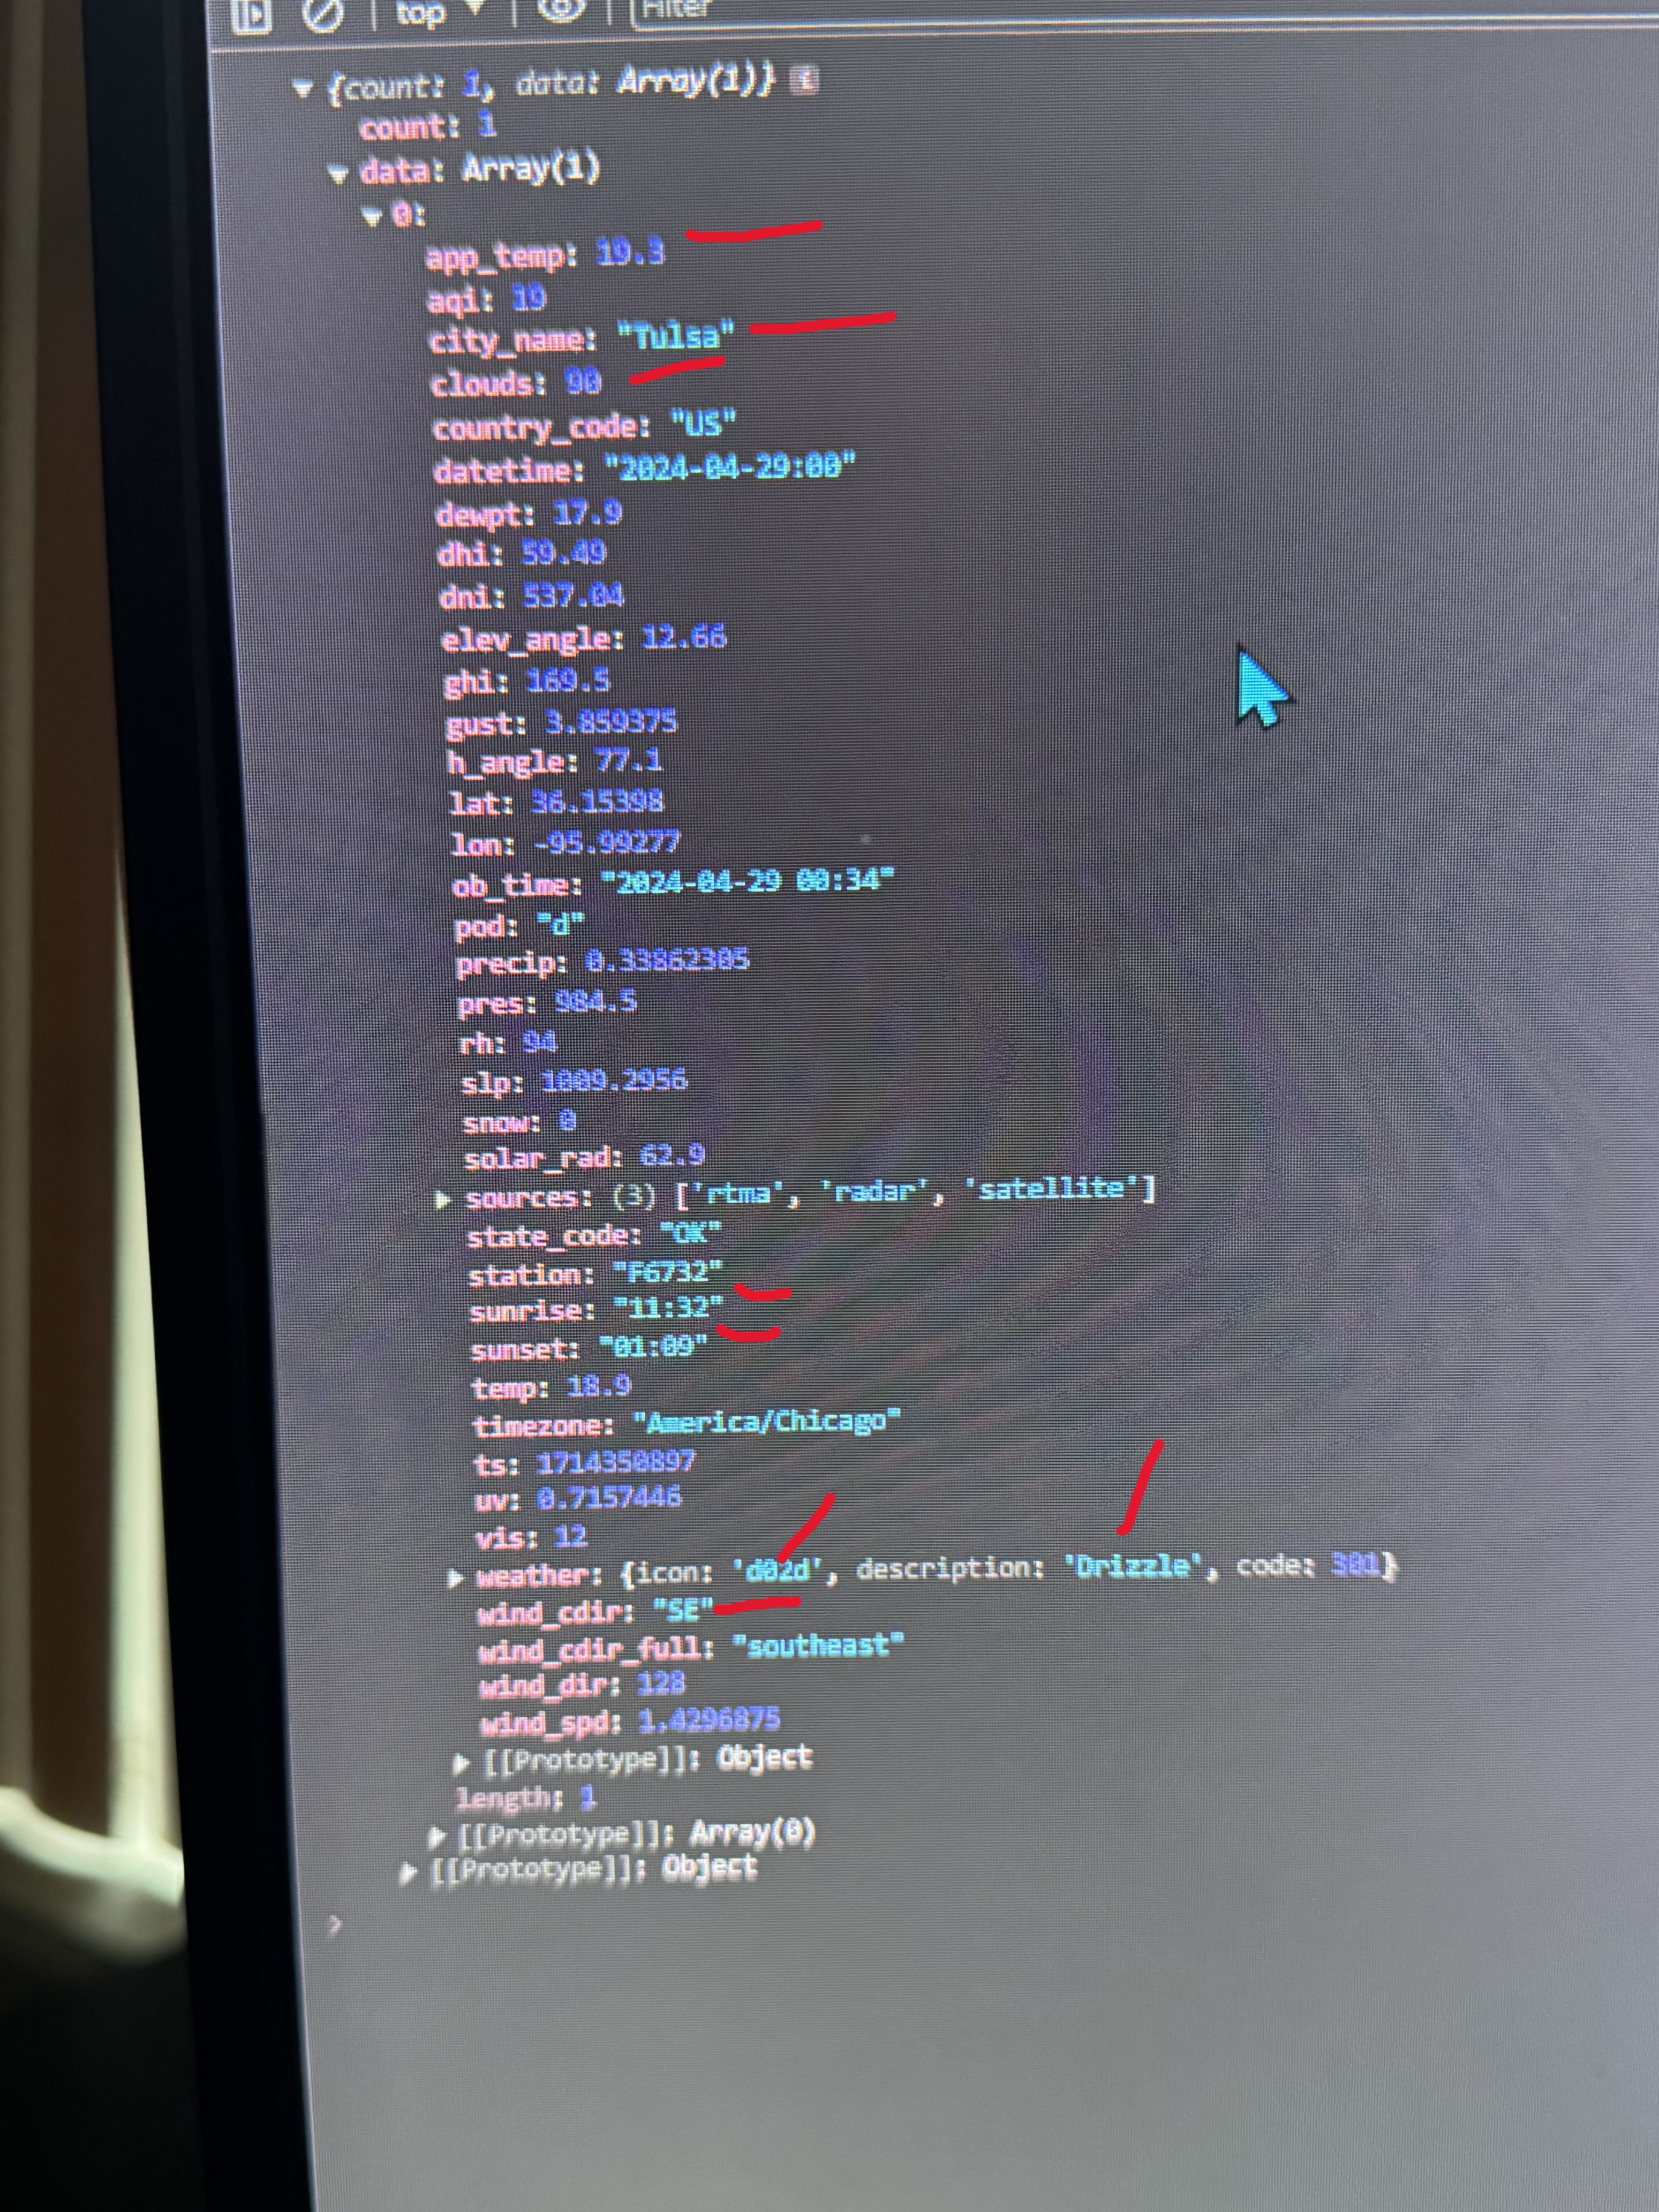 top
Filter
{count: 1, data: Array(1)}
count: 1
data: Array(1)
0:
app_temp: 19.3
aqi: 19
city_name: "Tulsa"
clouds: 90
country_code: "US"
datetime: "2024-04-29:00"
dewpt: 17.9
dhi: 59.49
dni: 537.04
elev_angle: 12.66
ghi: 169.5
gust: 3.859375
h_angle: 77.1
lat: 36.15398
lon: -95.99277
ob_time: "2024-04-29 00:34"
pod: "d"
precip: 0.33862305
pres: 984.5
rh: 94
slp: 1009.2956
snow: 0
solar_rad: 62.9
sources: (3) ['rtma', 'radar', 'satellite']
state_code: "OK"
station: "F6732"
sunrise: "11:32"
sunset: "01:09"
temp: 18.9
timezone: "America/Chicago"
ts: 1714350897
uv: 0.7157446
vis: 12
weather: {icon: 'd02d', description: 'Drizzle', code: 301}
wind_cdir: "SE"
wind_cdir_full: "southeast"
wind_dir: 128
wind_spd: 1.4296875
[[Prototype]]: Object
length: 1
[[Prototype]]: Array(0)
[[Prototype]]: Object